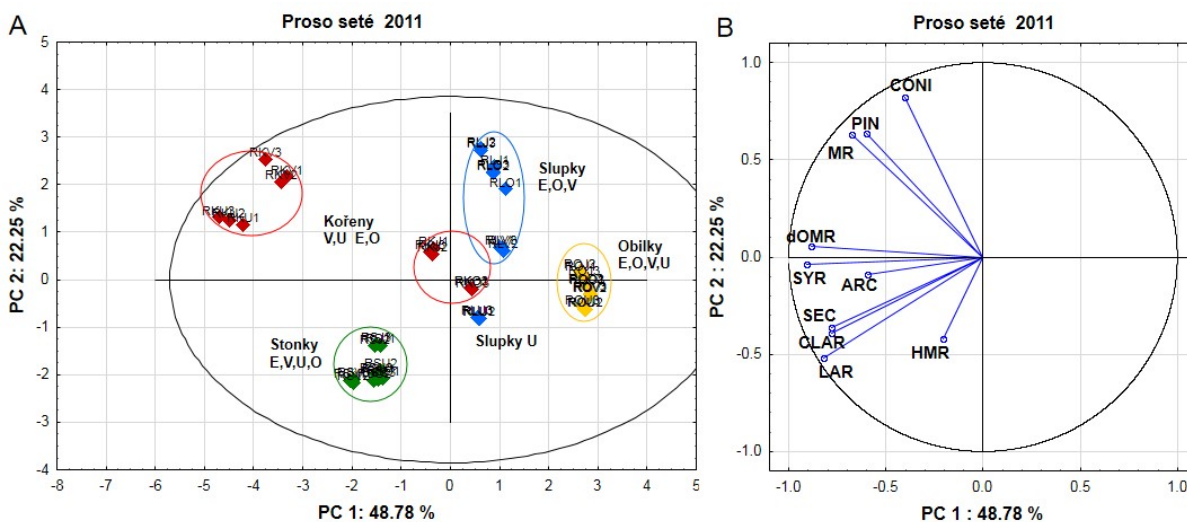 A
Proso seté 2011
5
4
3
2
1
0
-1
-2
-3
-4
-8 -7 -6 -5 -4 -3 -2 -1 0 1 2 3 4 5
PC 2: 22.25 %
PC 1: 48.78 %
RKV3
RKV1
RKU1
Kořeny
V,U E,O
RLO1
Slupky
E,O,V
Obilky
E,O,V,U
Slupky U
Stonky
E,V,U,O
B
Proso seté 2011
1.0
0.5
0.0
-0.5
-1.0
-1.0 -0.5 0.0 0.5 1.0
PC 2 : 22.25 %
PC 1 : 48.78 %
CONI
PIN
MR
dOMR
SYR
ARC
SEC
CLAR
LAR
HMR